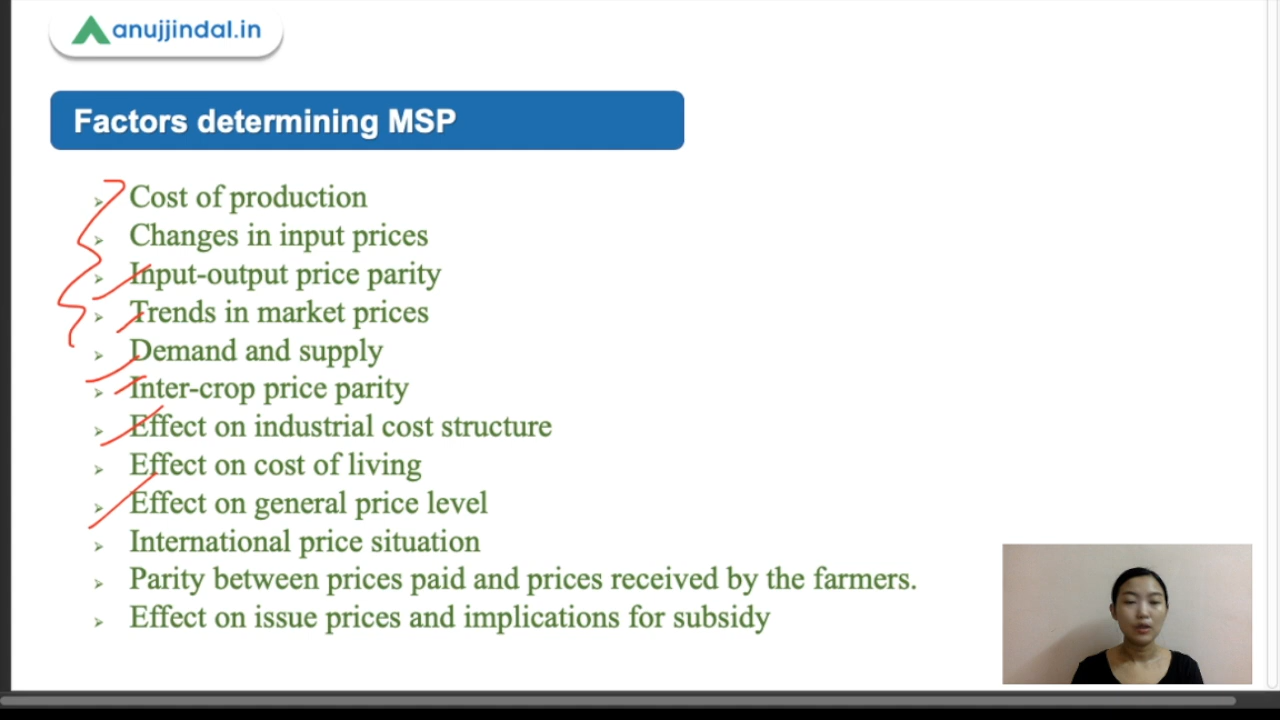 anujjindal.in
Factors determining MSP
Cost of production
Changes in input prices
Input-output price parity
Trends in market prices
Demand and supply
Inter-crop price parity
Effect on industrial cost structure
Effect on cost of living
Effect on general price level
International price situation
Parity between prices paid and prices received by the farmers.
Effect on issue prices and implications for subsidy